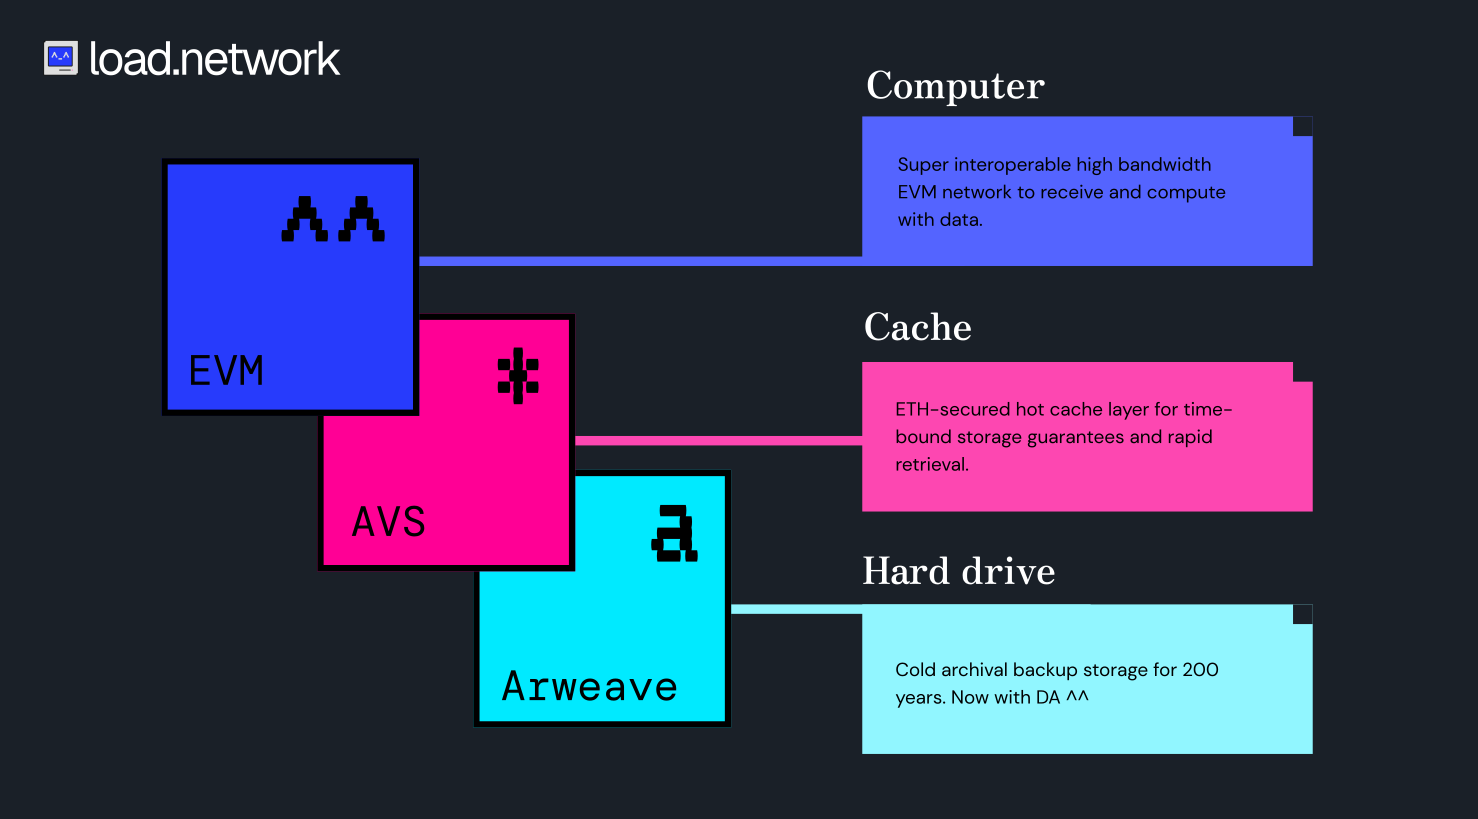 load.network
Computer
Super interoperable high bandwidth
EVM network to receive and compute
with data.
^^
EVM
Cache
ETH-secured hot cache layer for time-
bound storage guarantees and rapid
retrieval.
*
AVS
Hard drive
Cold archival backup storage for 200
years. Now with DA ^^
a
Arweave